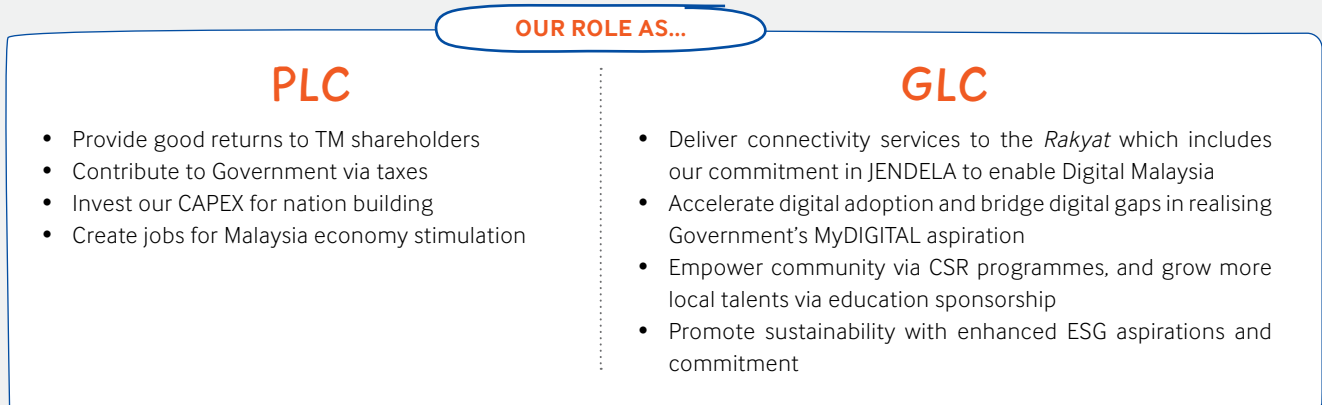 OUR ROLE AS...
PLC
• Provide good returns to TM shareholders
• Contribute to Government via taxes
• Invest our CAPEX for nation building
• Create jobs for Malaysia economy stimulation
GLC
• Deliver connectivity services to the Rakyat which includes
our commitment in JENDELA to enable Digital Malaysia
• Accelerate digital adoption and bridge digital gaps in realising
Government's MyDIGITAL aspiration
• Empower community via CSR programmes, and grow more
local talents via education sponsorship
• Promote sustainability with enhanced ESG aspirations and
commitment